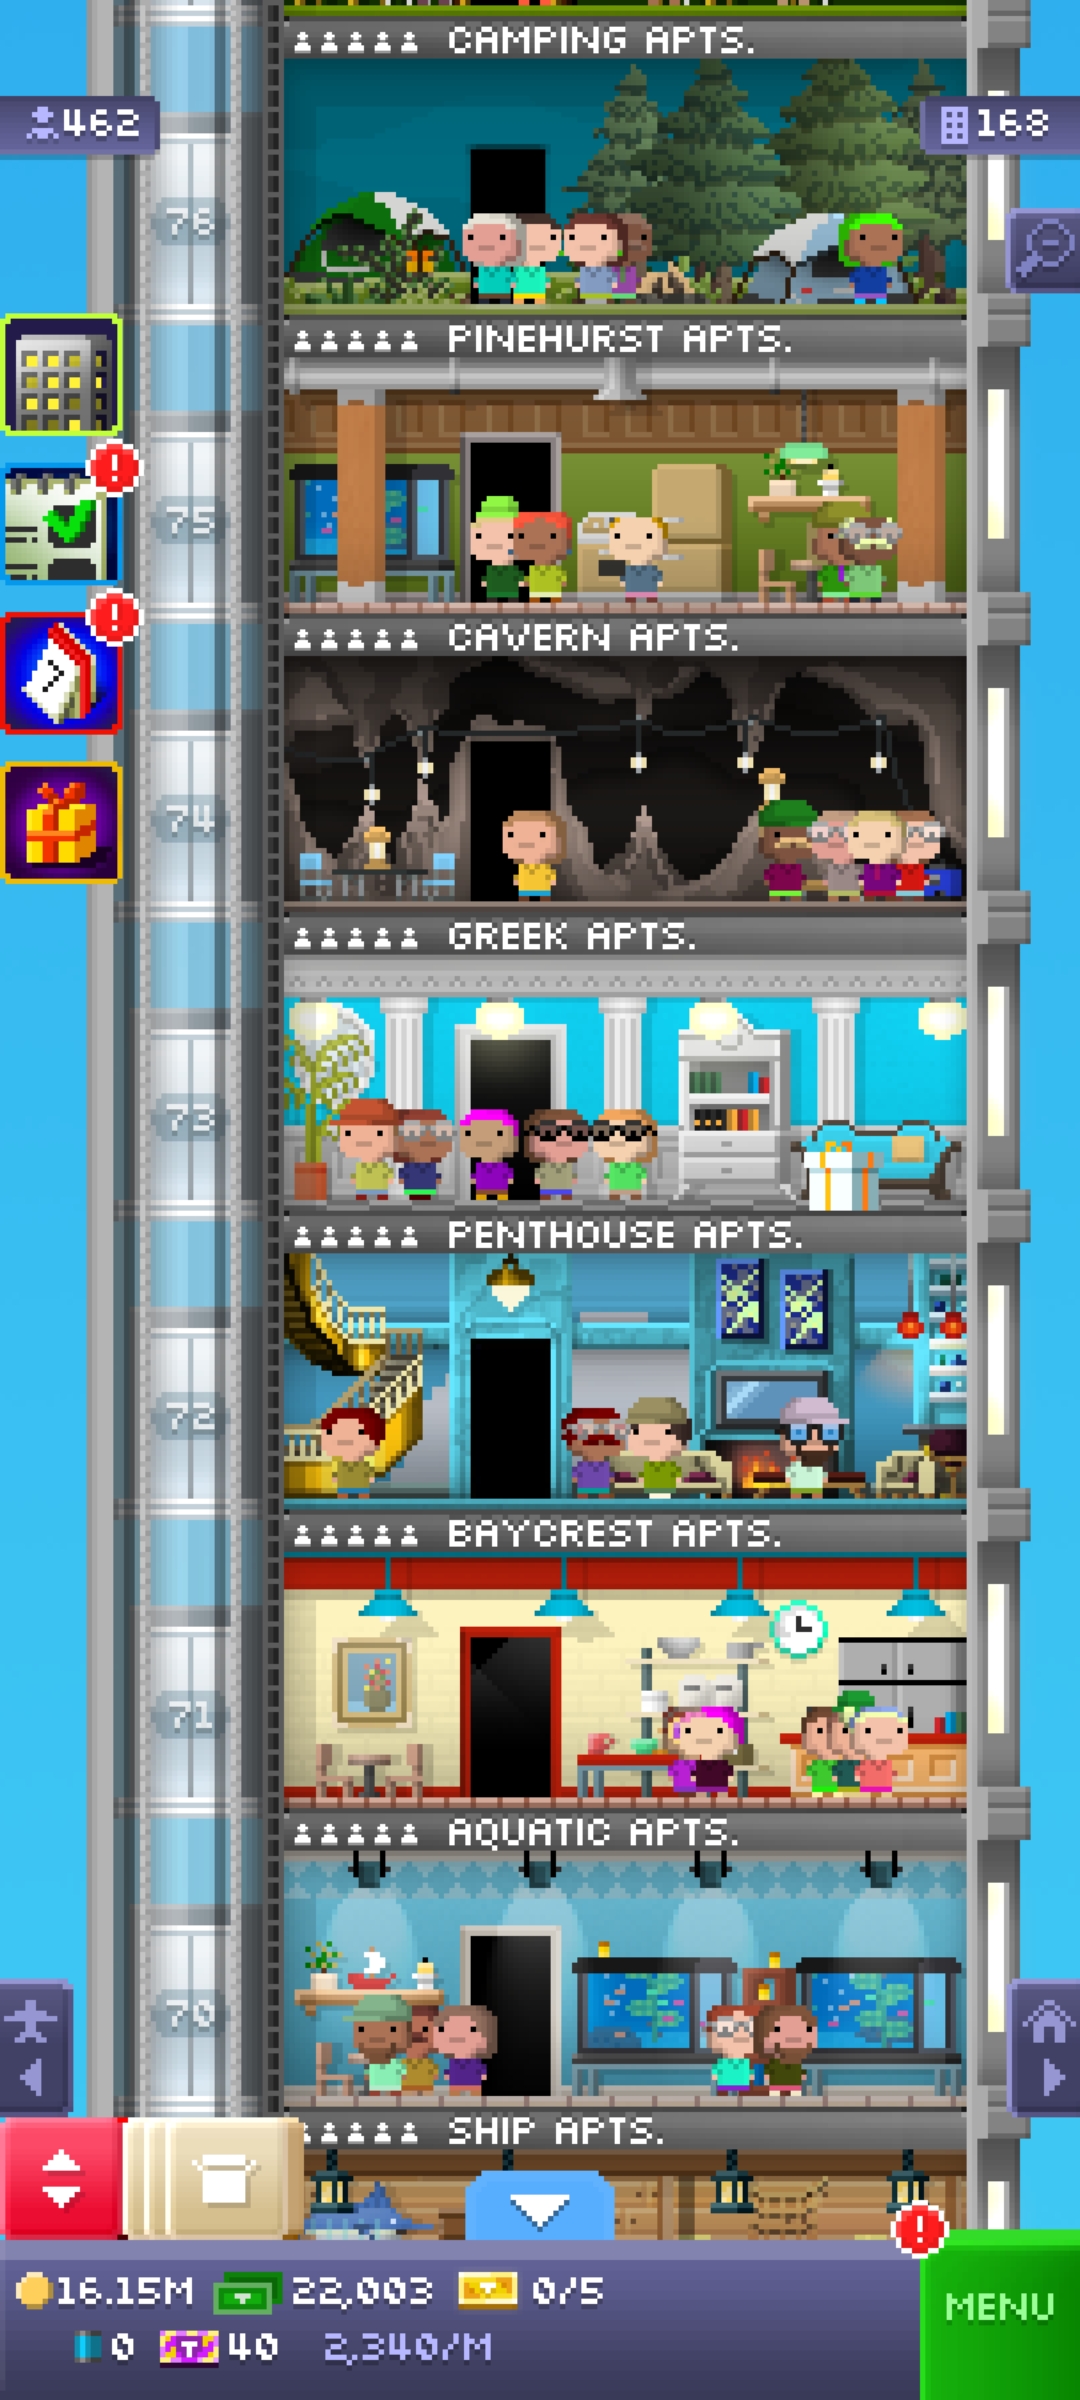 CAMPING APTS.
462
168
76
PINEHURST APTS.
75
CAVERN APTS.
7
74
GREEK APTS.
73
PENTHOUSE APTS.
72
BAYCREST APTS.
71
AQUATIC APTS.
70
SHIP APTS.
16.15M 22,003 0/5
MENU
0 40 2,340/M